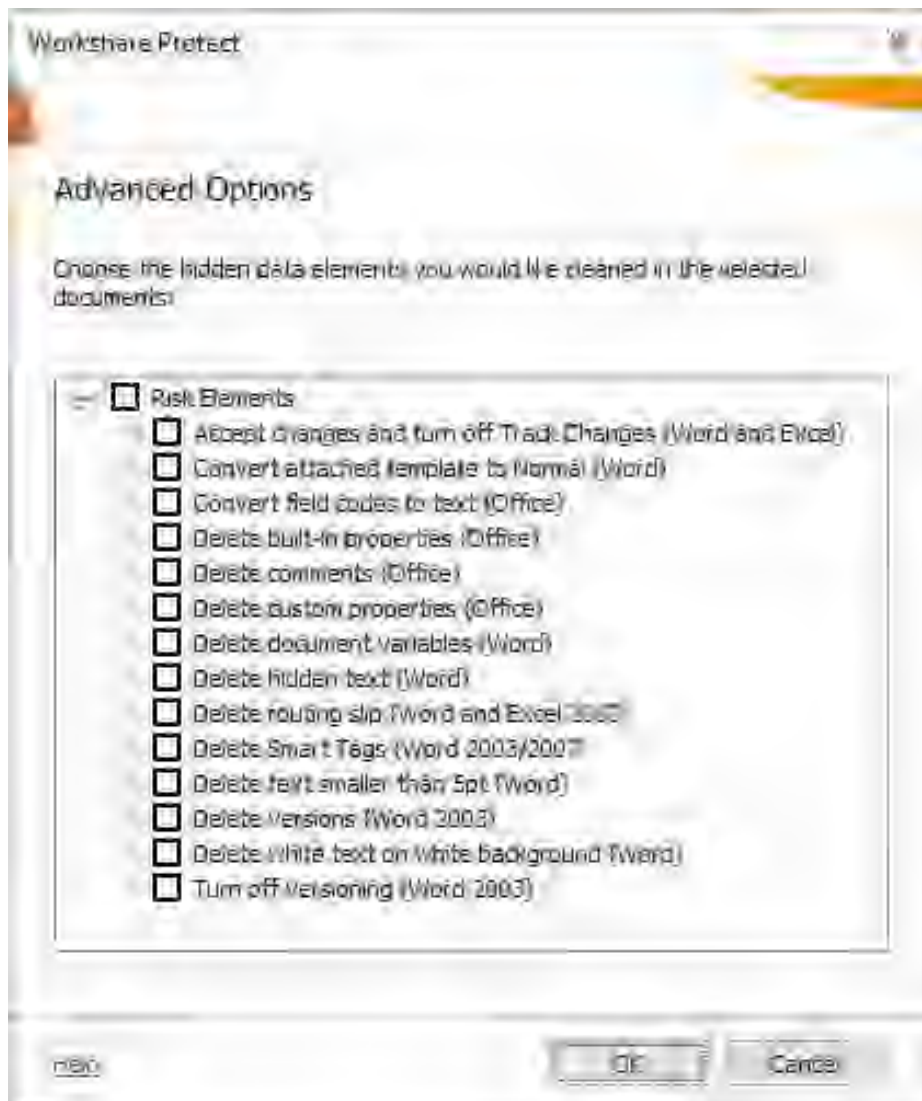 Workshare Protect
Advanced Options
Choose the hidden data elements you would like cleaned in the selected
documents:
Risk Elements
Accept changes and turn off Track Changes (Word and Excel)
Convert attached template to Normal (Word)
Convert field codes to text (Office)
Delete built-in properties (Office)
Delete comments (Office)
Delete custom properties (Office)
Delete document variables (Word)
Delete hidden text (Word)
Delete routing slip (Word and Excel 2003)
Delete Smart Tags (Word 2003/2007)
Delete text smaller than 5pt (Word)
Delete versions (Word 2003)
Delete white text on white background (Word)
Turn off versioning (Word 2003)
Help
OK
Cancel